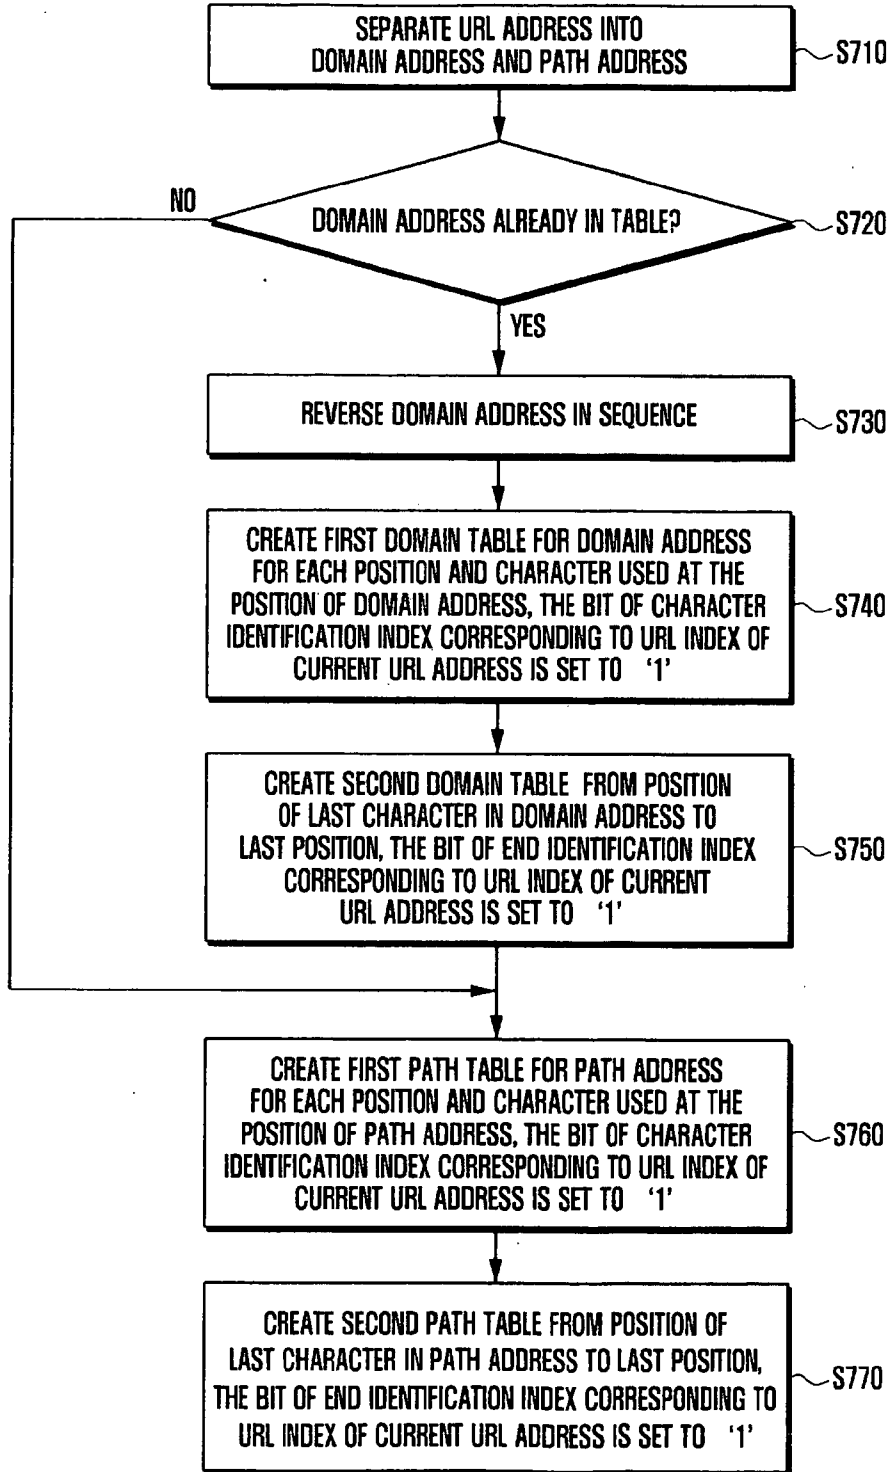 SEPARATE URL ADDRESS INTO
DOMAIN ADDRESS AND PATH ADDRESS
S710
NO
DOMAIN ADDRESS ALREADY IN TABLE?
S720
YES
REVERSE DOMAIN ADDRESS IN SEQUENCE
S730
CREATE FIRST DOMAIN TABLE FOR DOMAIN ADDRESS
FOR EACH POSITION AND CHARACTER USED AT THE
POSITION OF DOMAIN ADDRESS, THE BIT OF CHARACTER
IDENTIFICATION INDEX CORRESPONDING TO URL INDEX OF
CURRENT URL ADDRESS IS SET TO '1'
S740
CREATE SECOND DOMAIN TABLE FROM POSITION
OF LAST CHARACTER IN DOMAIN ADDRESS TO
LAST POSITION, THE BIT OF END IDENTIFICATION INDEX
CORRESPONDING TO URL INDEX OF CURRENT
URL ADDRESS IS SET TO '1'
S750
CREATE FIRST PATH TABLE FOR PATH ADDRESS
FOR EACH POSITION AND CHARACTER USED AT THE
POSITION OF PATH ADDRESS, THE BIT OF CHARACTER
IDENTIFICATION INDEX CORRESPONDING TO URL INDEX OF
CURRENT URL ADDRESS IS SET TO '1'
S760
CREATE SECOND PATH TABLE FROM POSITION OF
LAST CHARACTER IN PATH ADDRESS TO LAST POSITION,
THE BIT OF END IDENTIFICATION INDEX CORRESPONDING TO
URL INDEX OF CURRENT URL ADDRESS IS SET TO '1'
S770